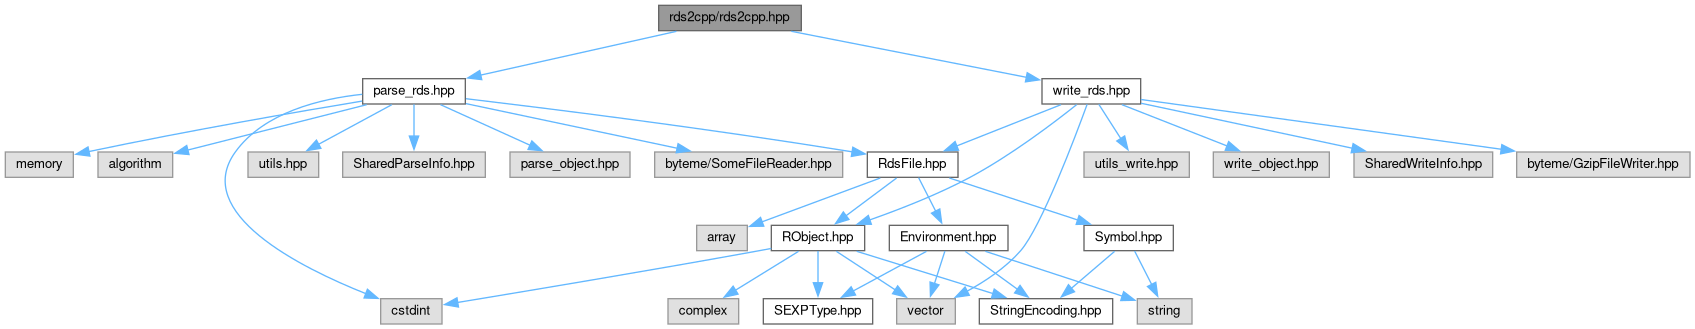 rds2cpp/rds2cpp.hpp
parse_rds.hpp
write_rds.hpp
memory
algorithm
utils.hpp
SharedParseInfo.hpp
parse_object.hpp
byteme/SomeFileReader.hpp
RdsFile.hpp
utils_write.hpp
write_object.hpp
SharedWriteInfo.hpp
byteme/GzipFileWriter.hpp
array
RObject.hpp
Environment.hpp
Symbol.hpp
cstdint
complex
SEXPType.hpp
vector
StringEncoding.hpp
string